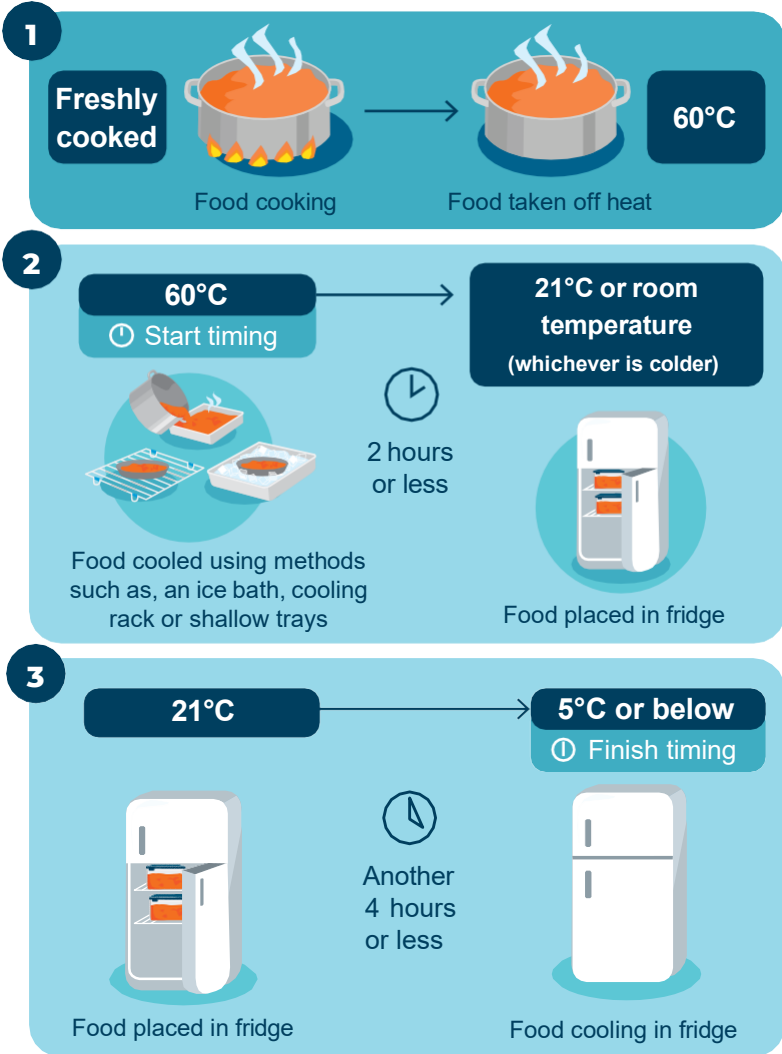 1
Freshly
cooked
60°C
Food cooking
Food taken off heat
2
60°C
Start timing
21°C or room
temperature
(whichever is colder)
2 hours
or less
Food cooled using methods
such as, an ice bath, cooling
rack or shallow trays
Food placed in fridge
3
21°C
5°C or below
Finish timing
Another
4 hours
or less
Food placed in fridge
Food cooling in fridge